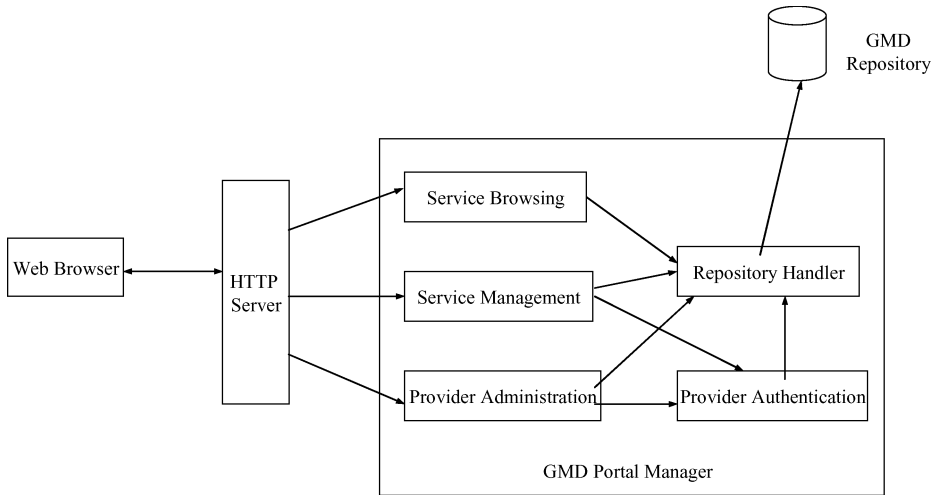 GMD
Repository
Service Browsing
Web Browser
HTTP
Server
Repository Handler
Service Management
Provider Administration
Provider Authentication
GMD Portal Manager